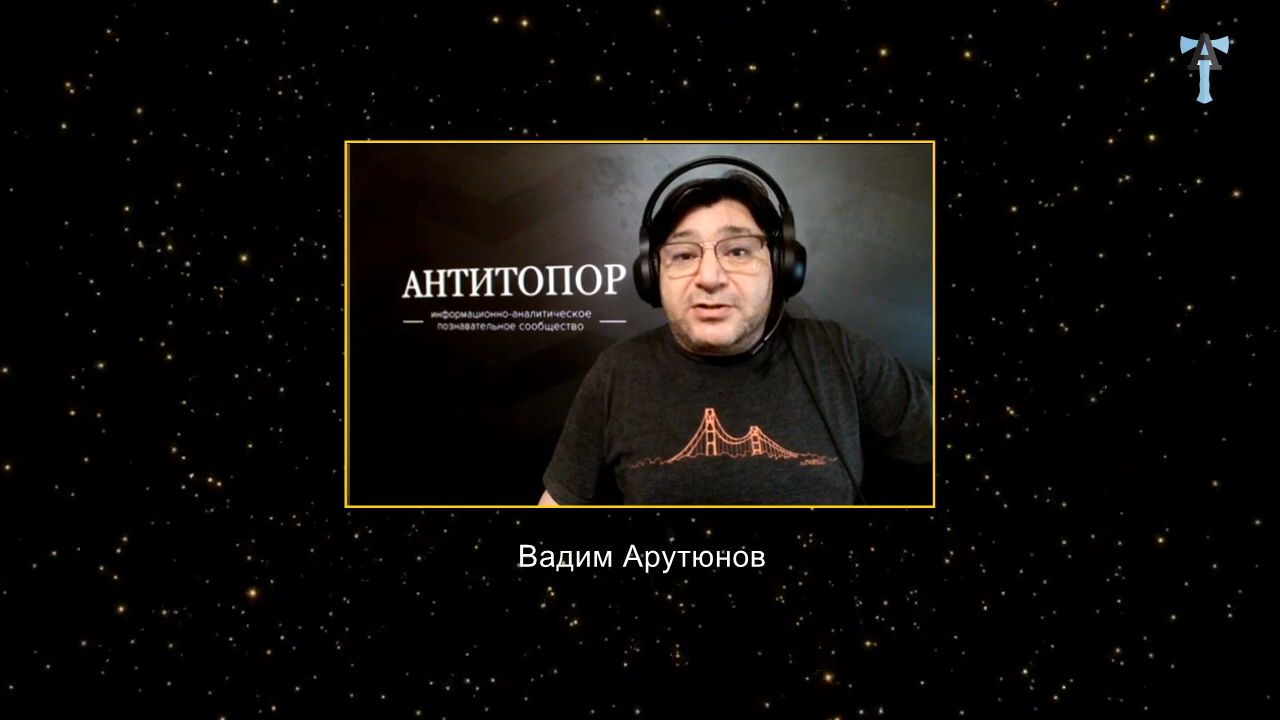 АНТИТОПОР
информационно-аналитическое
познавательное сообщество
Вадим Арутюнов